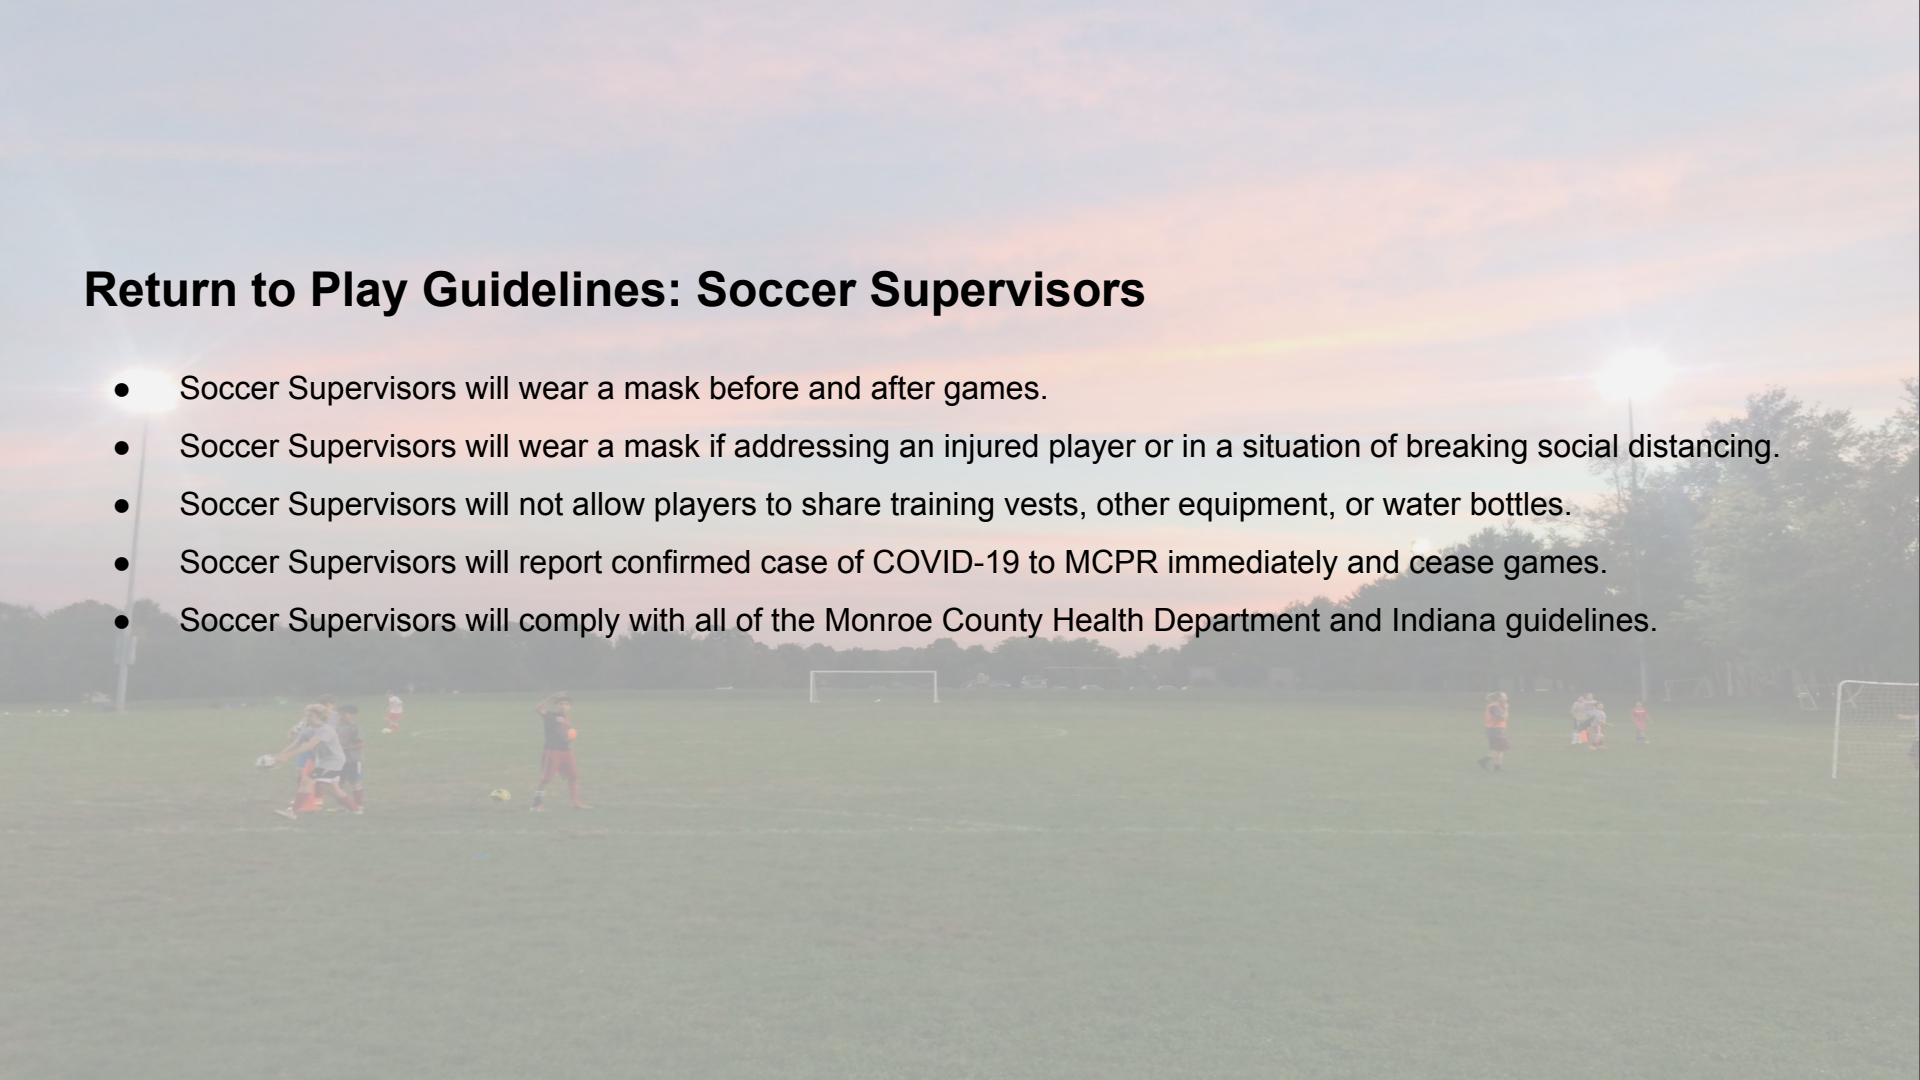 Return to Play Guidelines: Soccer Supervisors
● Soccer Supervisors will wear a mask before and after games.
● Soccer Supervisors will wear a mask if addressing an injured player or in a situation of breaking social distancing.
● Soccer Supervisors will not allow players to share training vests, other equipment, or water bottles.
● Soccer Supervisors will report confirmed case of COVID-19 to MCPR immediately and cease games.
● Soccer Supervisors will comply with all of the Monroe County Health Department and Indiana guidelines.